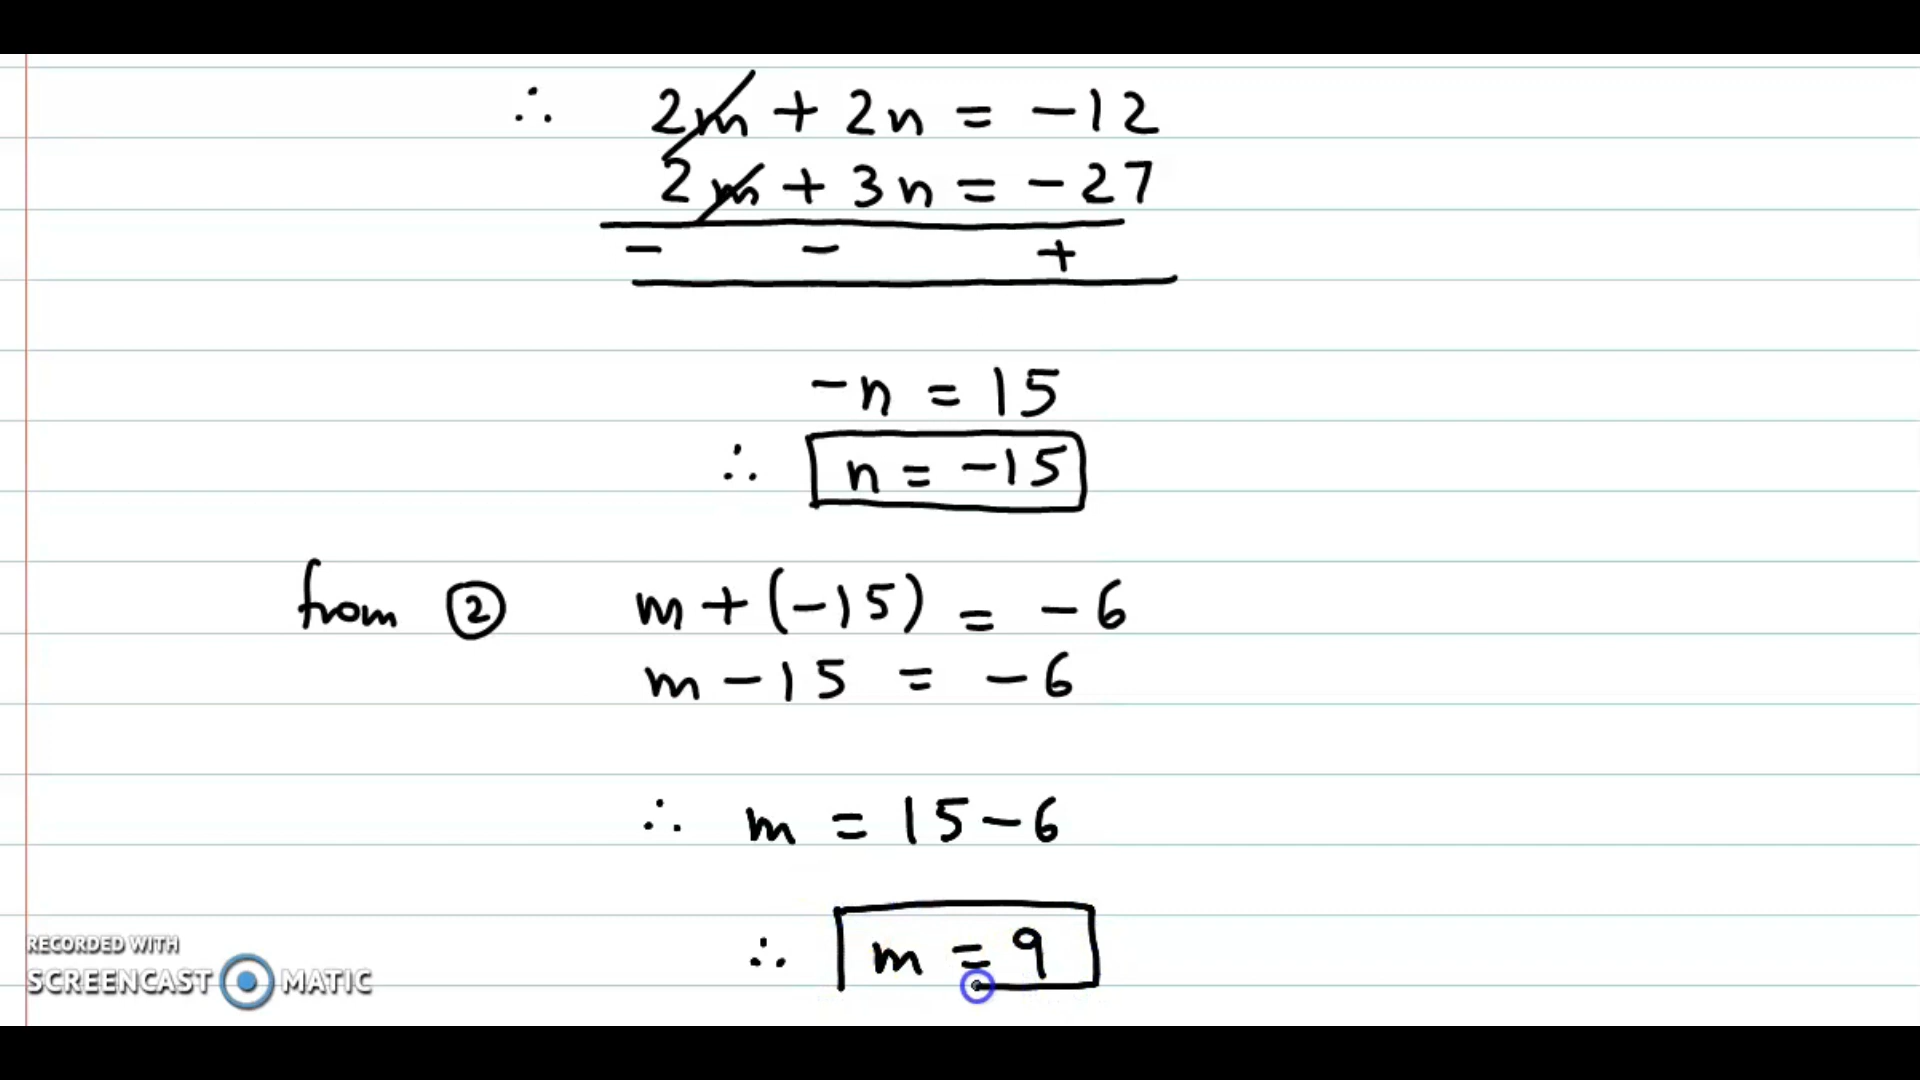 ∴ 2m + 2n = -12
2m + 3n = -27
- - +
-n = 15
∴ n = -15
from ② m + (-15) = -6
m - 15 = -6
∴ m = 15 - 6
∴ m = 9
RECORDED WITH
SCREENCAST MATIC